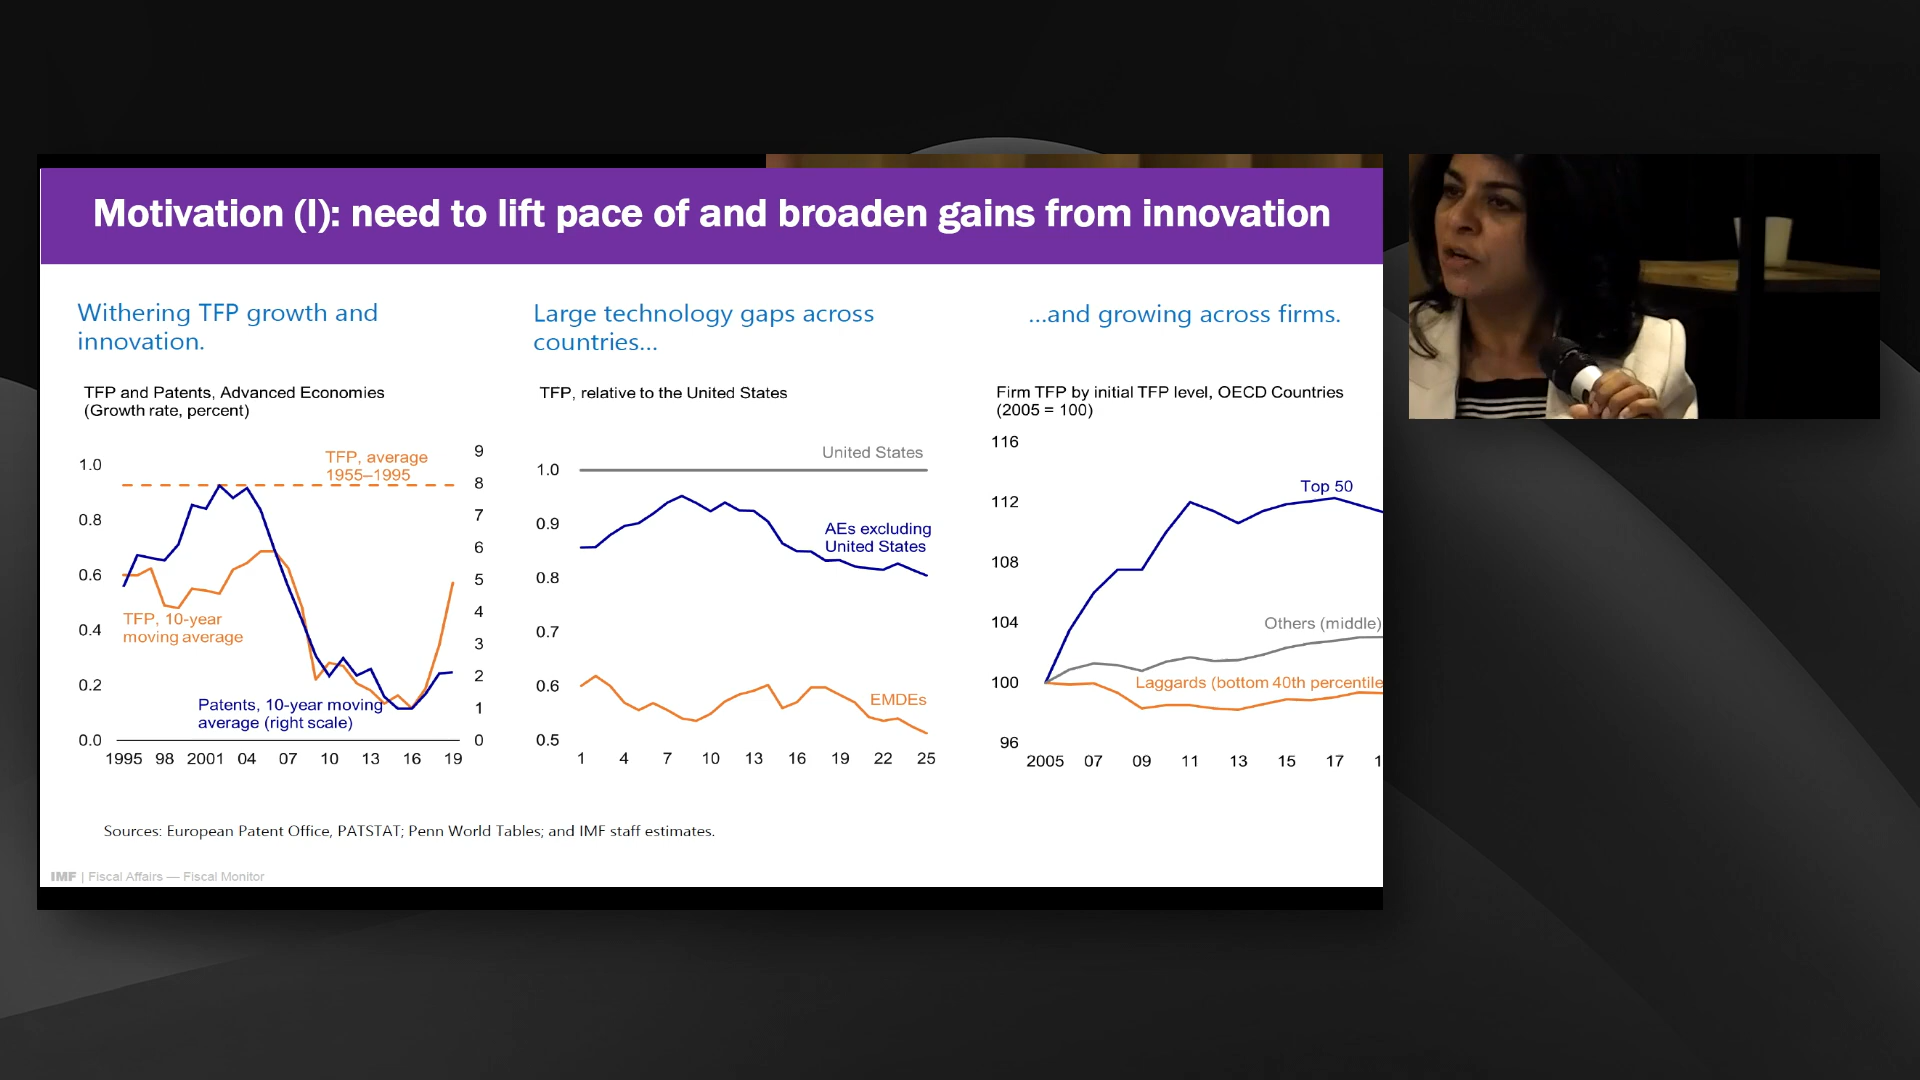 Motivation (I): need to lift pace of and broaden gains from innovation
Withering TFP growth and
innovation.
TFP and Patents, Advanced Economies
(Growth rate, percent)
1.0
0.8
0.6
0.4
0.2
0.0
9
8
7
6
5
4
3
2
1
0
TFP, average
1955–1995
TFP, 10-year
moving average
Patents, 10-year moving
average (right scale)
1995 98 2001 04 07 10 13 16 19
Large technology gaps across
countries...
TFP, relative to the United States
1.0
0.9
0.8
0.7
0.6
0.5
United States
AEs excluding
United States
EMDEs
1 4 7 10 13 16 19 22 25
...and growing across firms.
Firm TFP by initial TFP level, OECD Countries
(2005 = 100)
116
112
108
104
100
96
Top 50
Others (middle)
Laggards (bottom 40th percentile
2005 07 09 11 13 15 17 1
Sources: European Patent Office, PATSTAT; Penn World Tables; and IMF staff estimates.
IMF | Fiscal Affairs — Fiscal Monitor